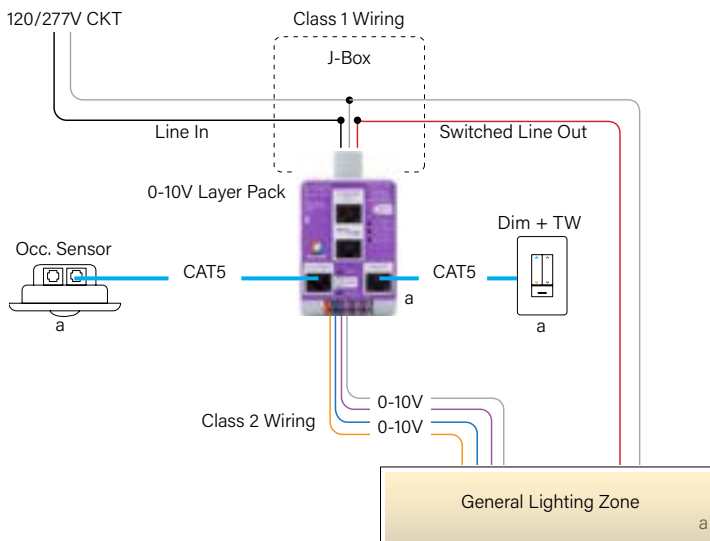 120/277V CKT
Class 1 Wiring
J-Box
Line In
Switched Line Out
0-10V Layer Pack
Dim + TW
Occ. Sensor
CAT5
CAT5
a
a
a
0-10V
Class 2 Wiring
0-10V
General Lighting Zone
a